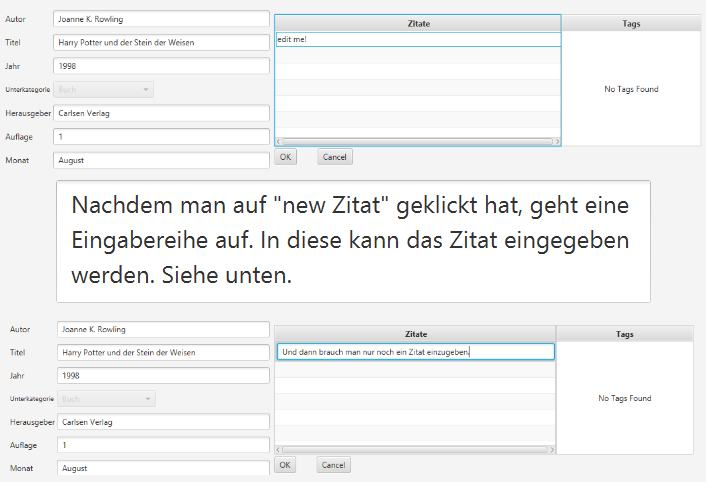 Autor Joanne K. Rowling Zitate Tags
Titel Harry Potter und der Stein der Weisen edit me!
Jahr 1998
Unterkategorie Buch No Tags Found
Herausgeber Carlsen Verlag
Auflage 1
Monat August OK Cancel
Nachdem man auf "new Zitat" geklickt hat, geht eine
Eingabereihe auf. In diese kann das Zitat eingegeben
werden. Siehe unten.
Autor Joanne K. Rowling Zitate Tags
Titel Harry Potter und der Stein der Weisen Und dann brauch man nur noch ein Zitat einzugeben.
Jahr 1998
Unterkategorie Buch No Tags Found
Herausgeber Carlsen Verlag
Auflage 1
Monat August OK Cancel